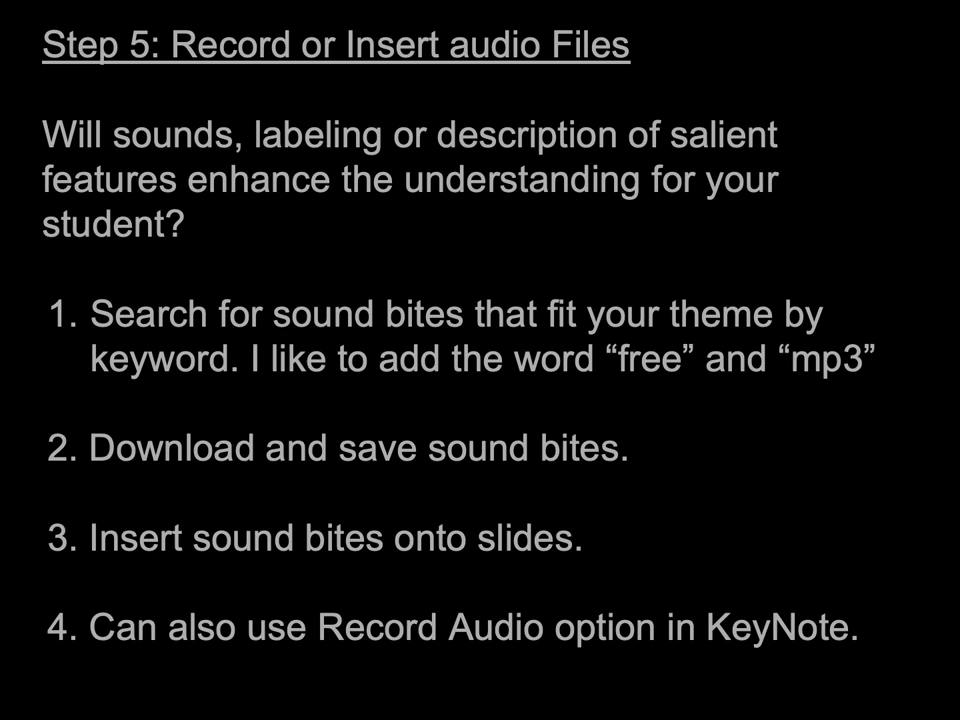 Step 5: Record or Insert audio Files
Will sounds, labeling or description of salient
features enhance the understanding for your
student?
1. Search for sound bites that fit your theme by
keyword. I like to add the word “free” and “mp3”
2. Download and save sound bites.
3. Insert sound bites onto slides.
4. Can also use Record Audio option in KeyNote.